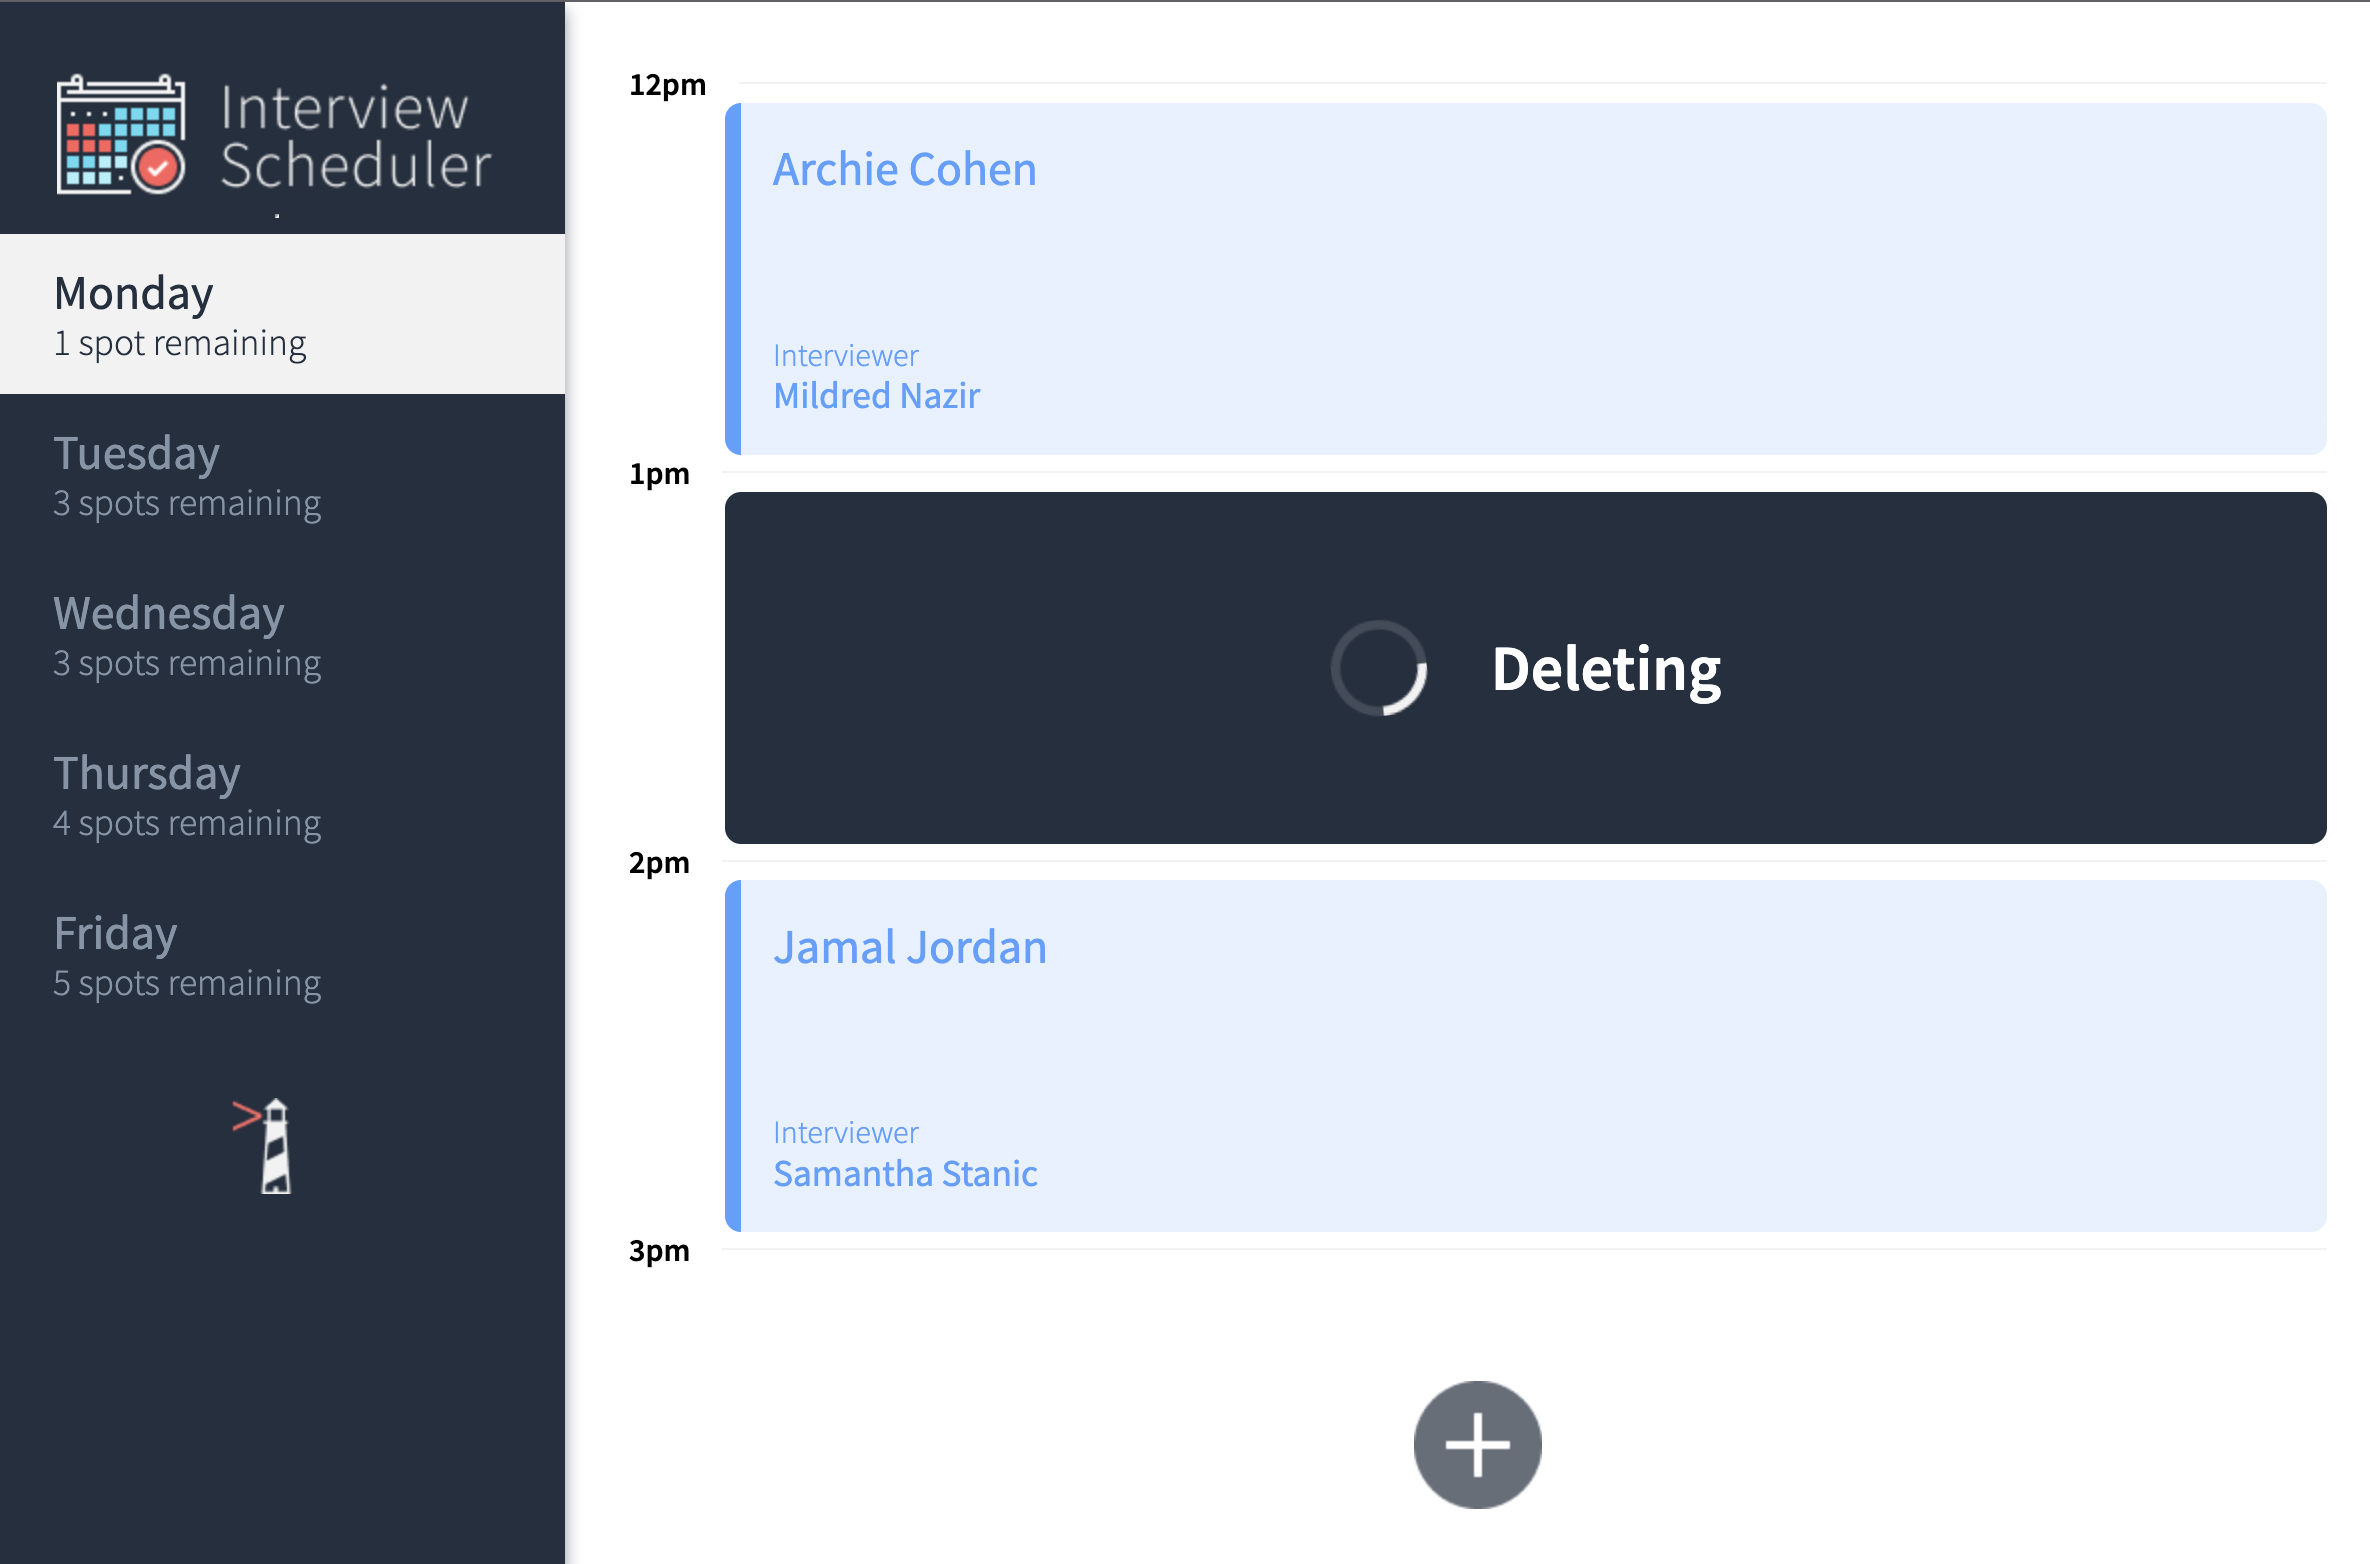 Interview
Scheduler
Monday
1 spot remaining
Tuesday
3 spots remaining
Wednesday
3 spots remaining
Thursday
4 spots remaining
Friday
5 spots remaining
12pm
Archie Cohen
Interviewer
Mildred Nazir
1pm
Deleting
2pm
Jamal Jordan
Interviewer
Samantha Stanic
3pm